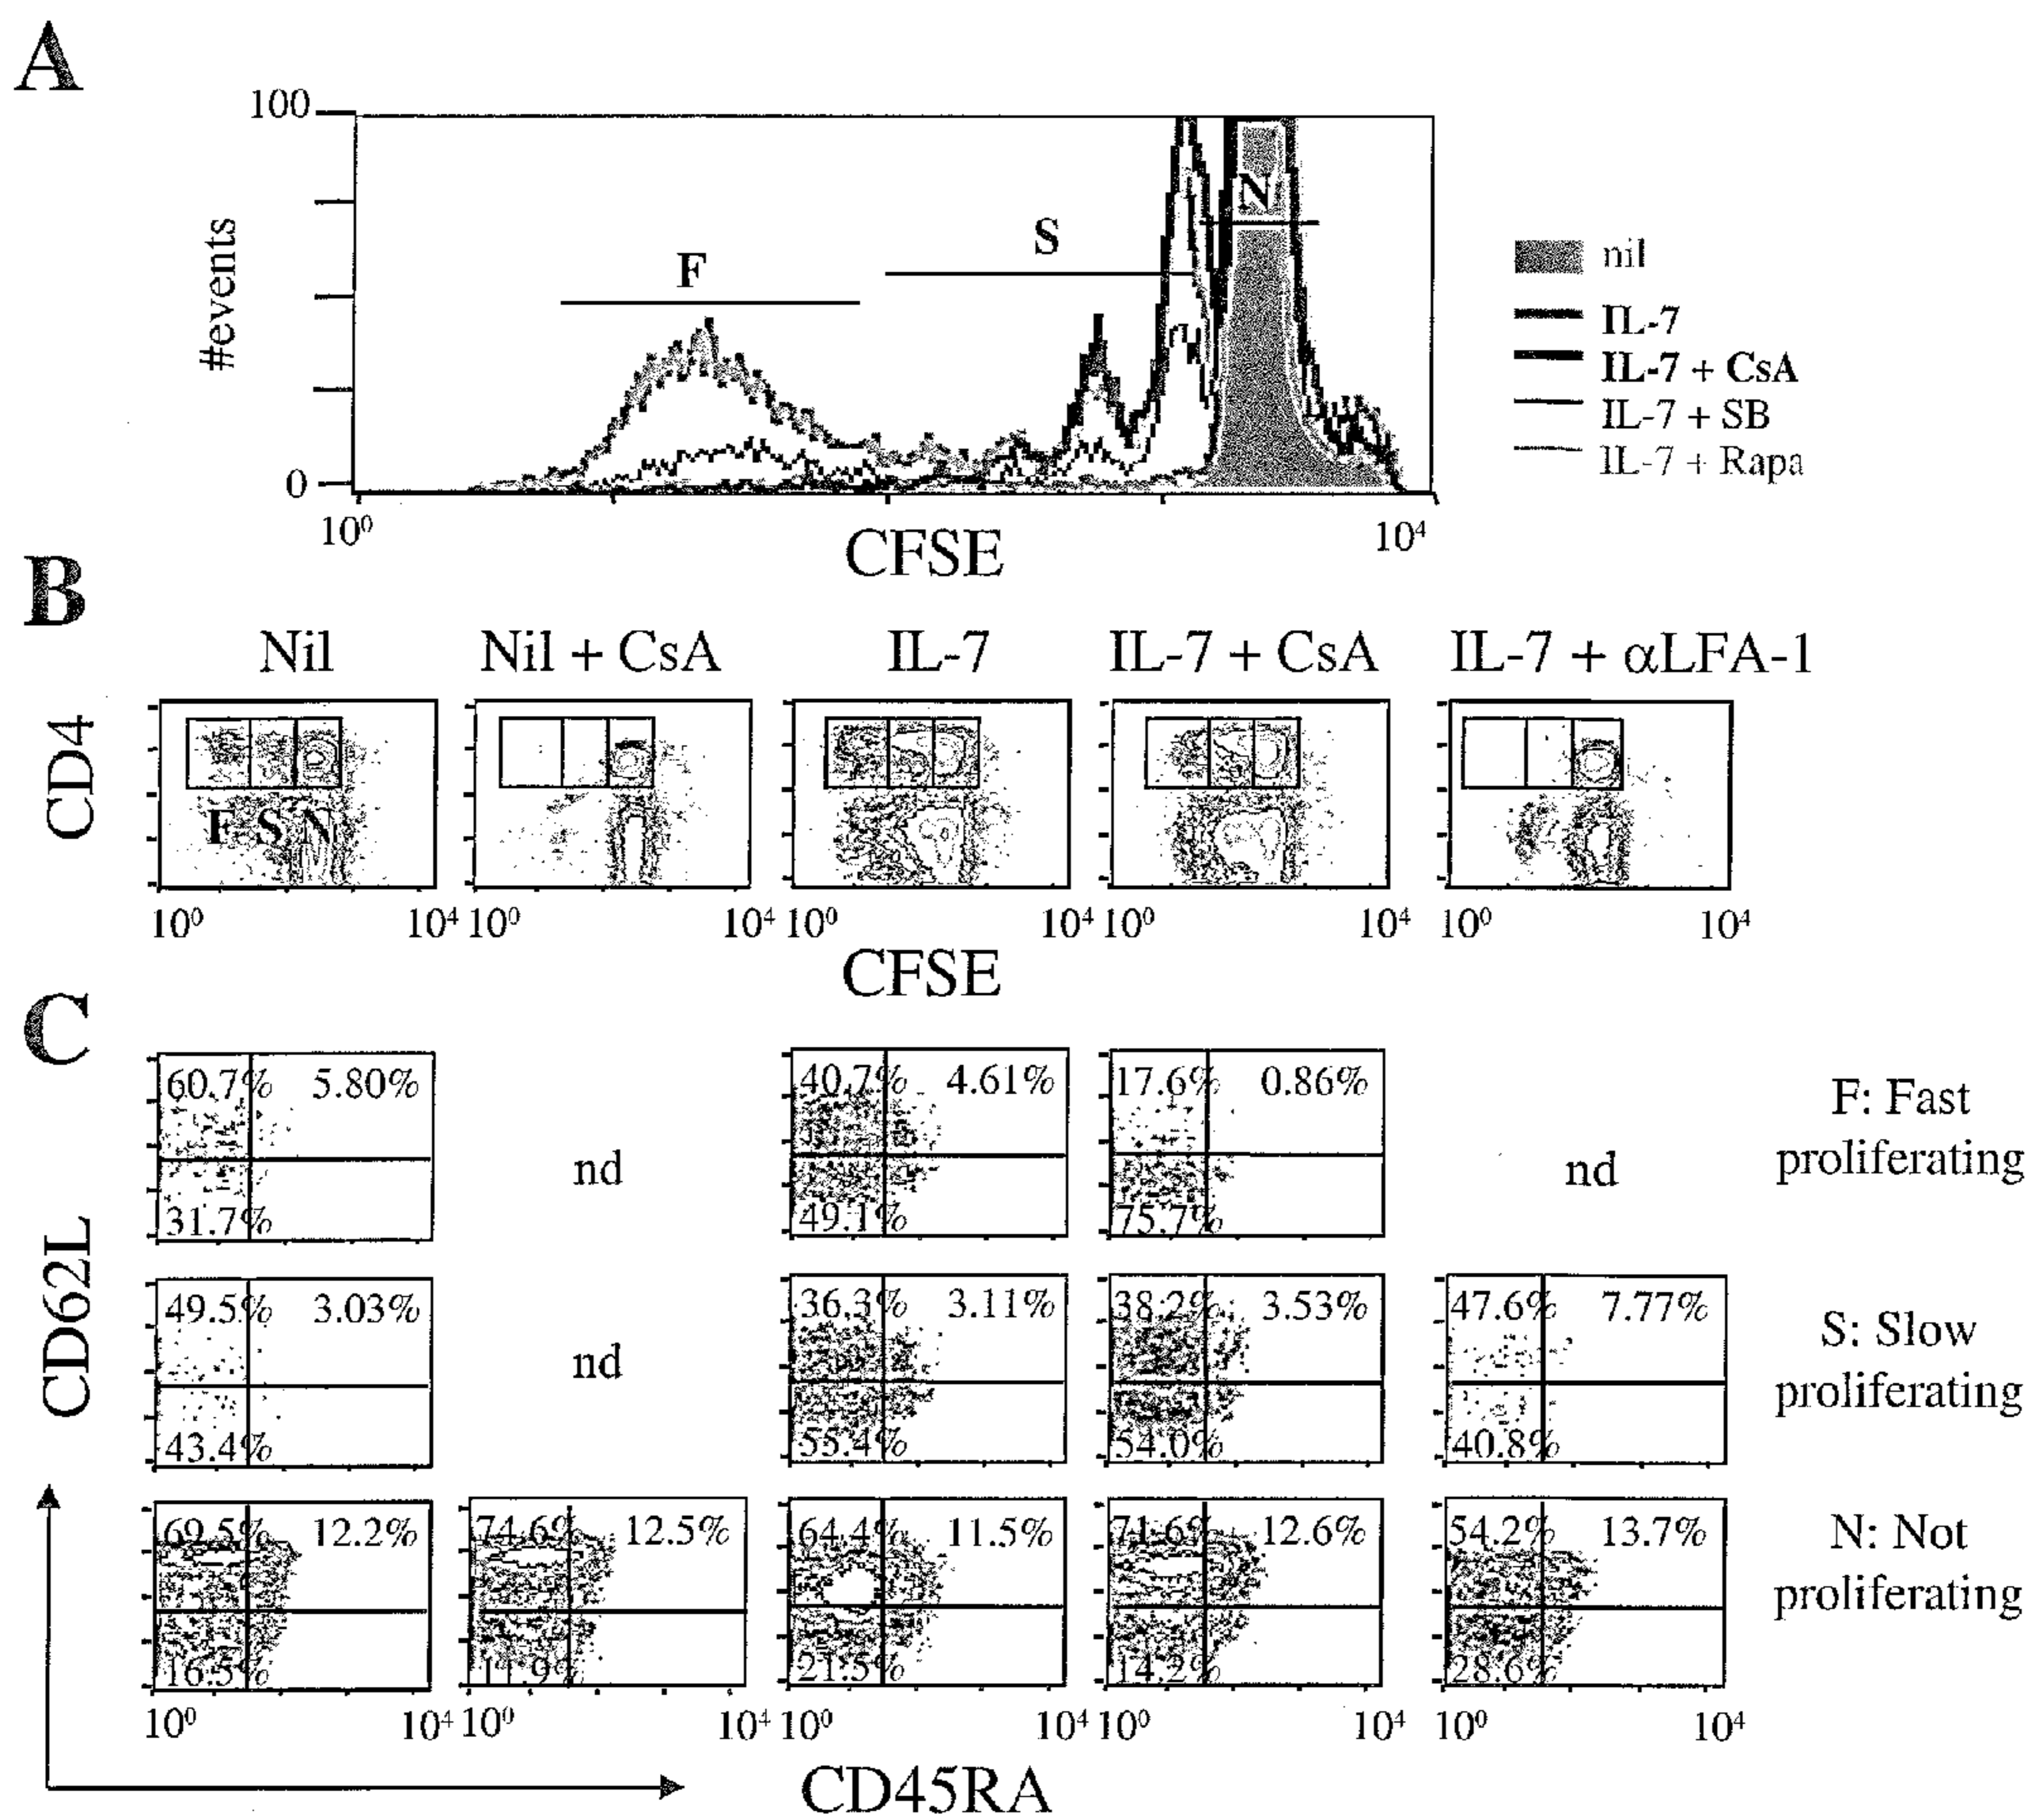 A
100
#events
0
F
S
N
10⁰
10⁴
CFSE
nil
IL-7
IL-7 + CsA
IL-7 + SB
IL-7 + Rapa
B
Nil
Nil + CsA
IL-7
IL-7 + CsA
IL-7 + αLFA-1
CD4
F S N
10⁰ 10⁴ 10⁰ 10⁴ 10⁰ 10⁴ 10⁰ 10⁴ 10⁰ 10⁴
CFSE
C
CD62L
60.7% 5.80%
31.7%
nd
40.7% 4.61%
49.1%
17.6% 0.86%
75.7%
nd
F: Fast
proliferating
49.5% 3.03%
43.4%
nd
36.3% 3.11%
55.4%
38.2% 3.53%
54.0%
47.6% 7.77%
40.8%
S: Slow
proliferating
69.5% 12.2%
16.5%
74.6% 12.5%
64.4% 11.5%
21.5%
71.6% 12.6%
14.2%
54.2% 13.7%
28.6%
N: Not
proliferating
10⁰ 10⁴ 10⁰ 10⁴ 10⁰ 10⁴ 10⁰ 10⁴ 10⁰ 10⁴
CD45RA